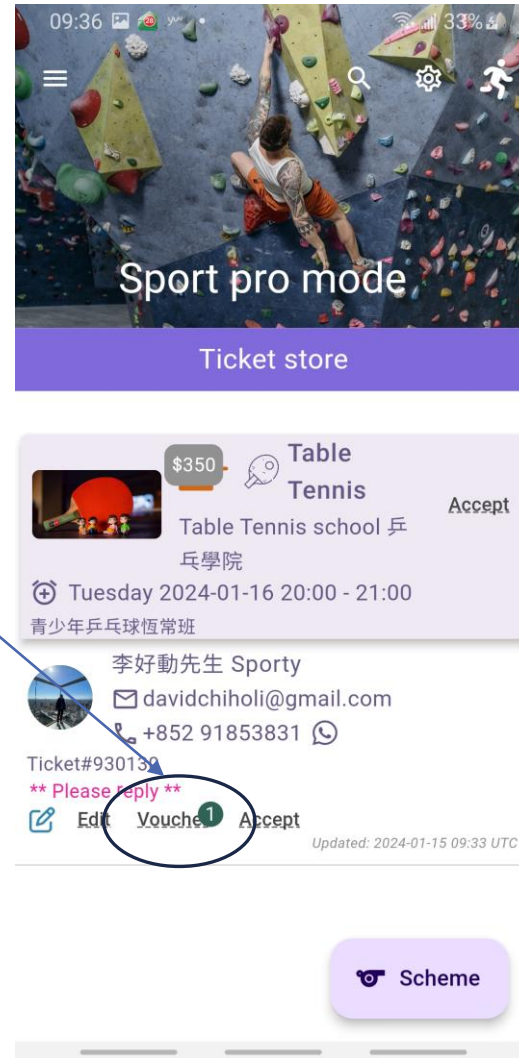 09:36
33%
Sport pro mode
Ticket store
$350
Table
Tennis
Accept
Table Tennis school 乒
乓學院
Tuesday 2024-01-16 20:00 - 21:00
青少年乒乓球恆常班
李好動先生 Sporty
davidchiholi@gmail.com
+852 91853831
Ticket#930139
** Please reply **
Edit Voucher 1 Accept
Updated: 2024-01-15 09:33 UTC
Scheme